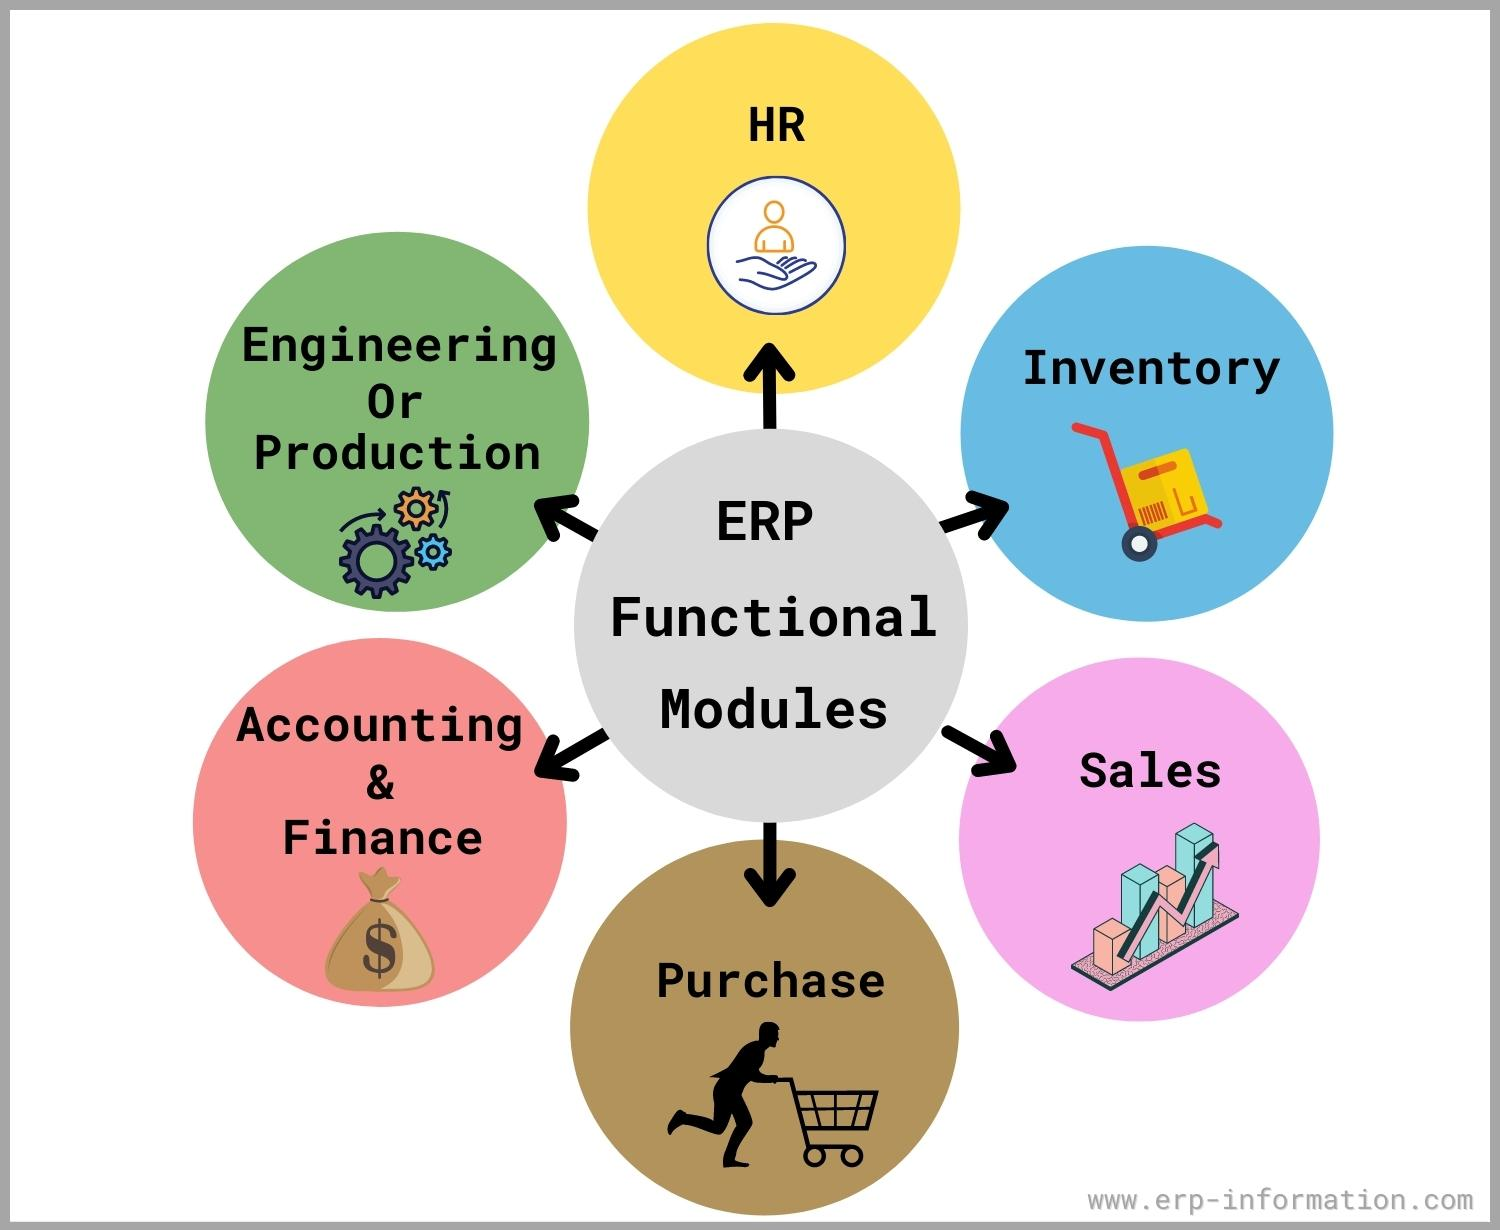 HR
Engineering
Or
Production
Inventory
ERP
Functional
Modules
Accounting
&
Finance
$
Sales
Purchase
www.erp-information.com